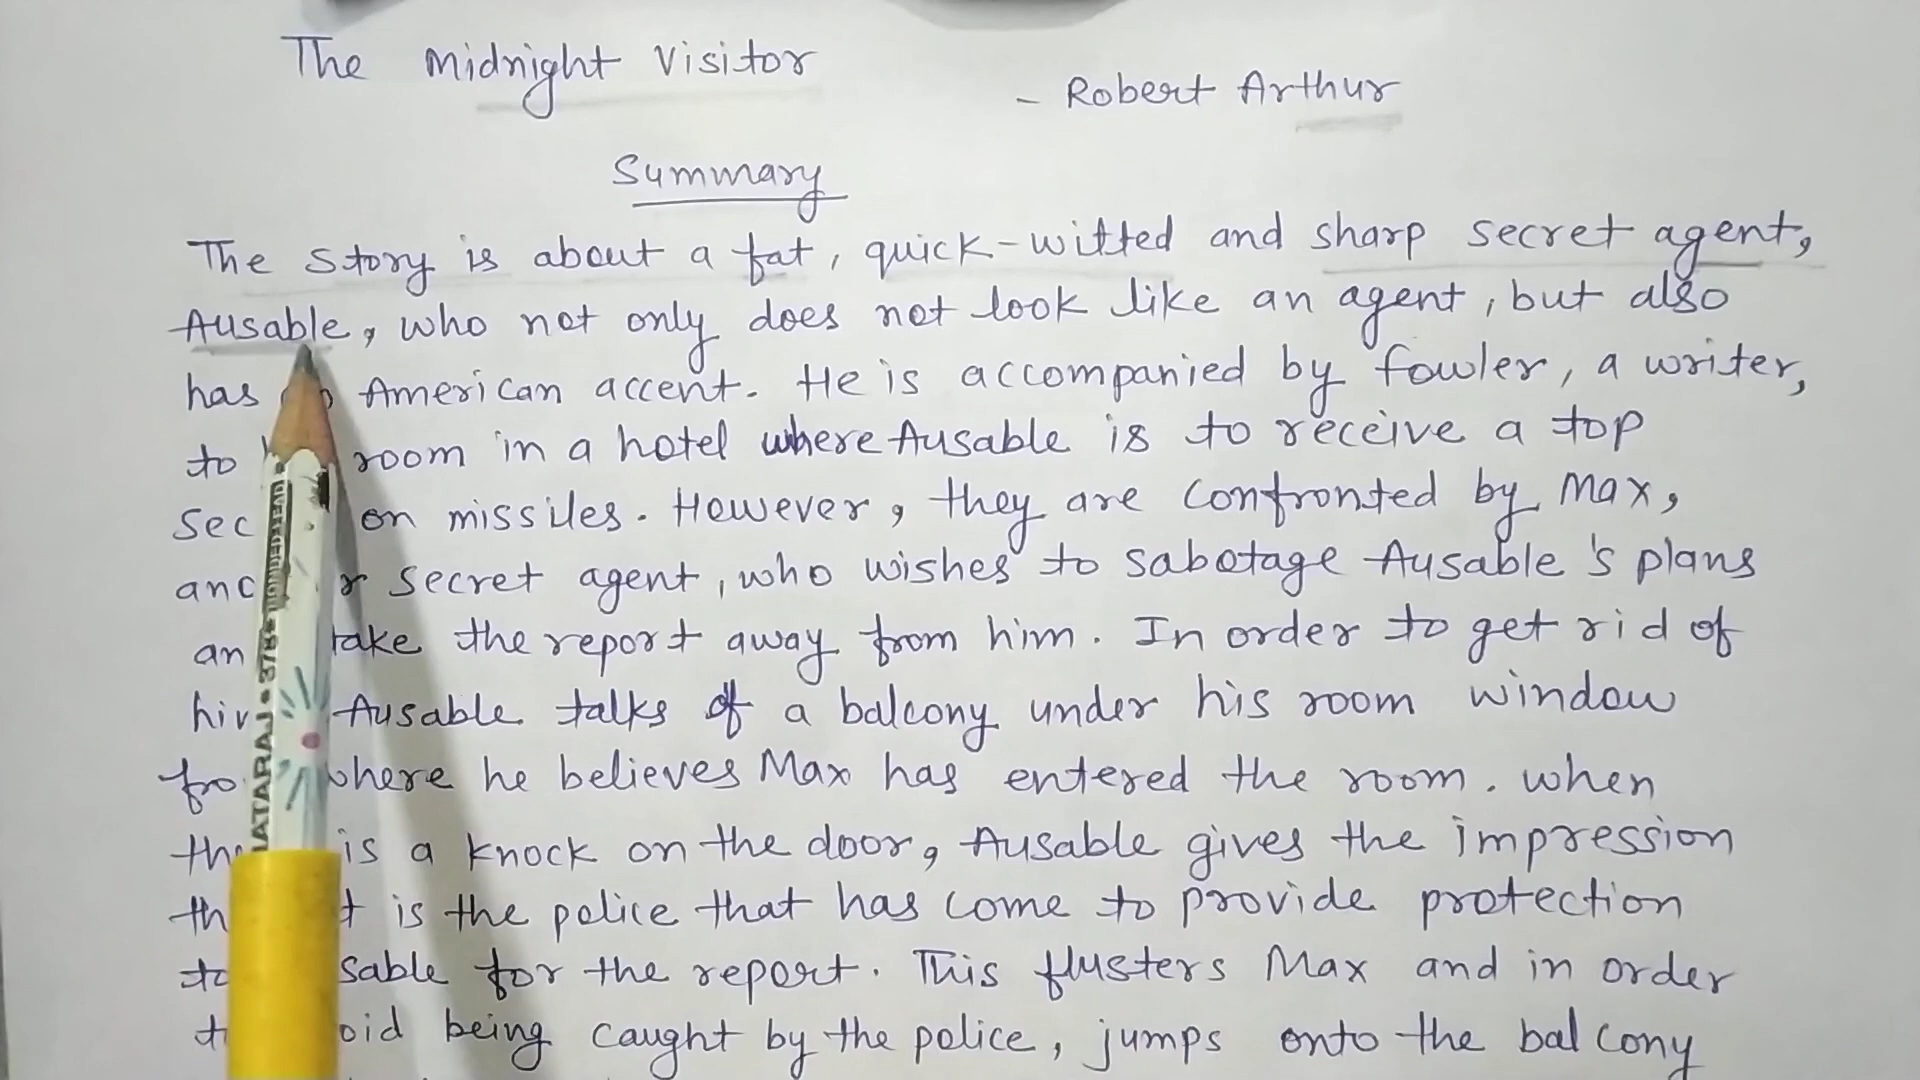 The Midnight Visitor
- Robert Arthur
Summary
The story is about a fat, quick-witted and sharp secret agent,
Ausable, who not only does not look like an agent, but also
has American accent. He is accompanied by fowler, a writer,
to room in a hotel where Ausable is to receive a top
sec on missiles. However, they are confronted by Max,
secret agent, who wishes to sabotage Ausable's plans
an take the report away from him. In order to get rid of
Ausable talks of a balcony under his room window
where he believes Max has entered the room. when
is a knock on the door, Ausable gives the impression
is the police that has come to provide protection
to sable for the report. This flusters Max and in order
oid being caught by the police, jumps onto the balcony
NATARAJ 3788